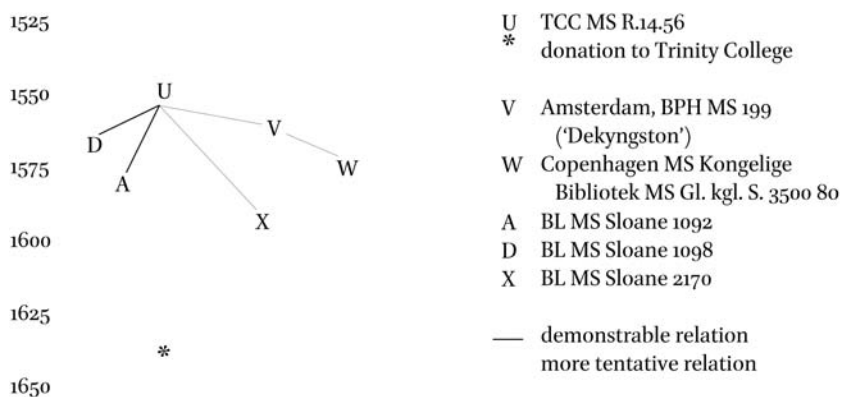 1525
1550
1575
1600
1625
1650
U
D
A
V
W
X
*
U TCC MS R.14.56
* donation to Trinity College
V Amsterdam, BPH MS 199
(‘Dekyngston’)
W Copenhagen MS Kongelige
Bibliotek MS Gl. kgl. S. 3500 80
A BL MS Sloane 1092
D BL MS Sloane 1098
X BL MS Sloane 2170
— demonstrable relation
more tentative relation